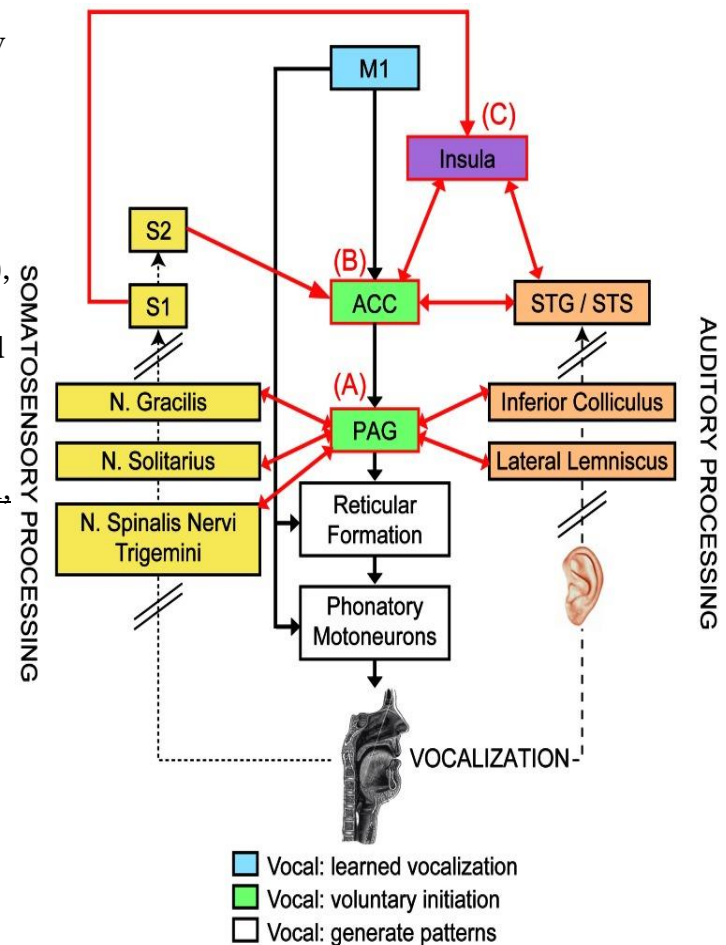 y
),
l
M1
(C)
Insula
S2
(B)
S1
ACC
STG / STS
SOMATOSENSORY PROCESSING
AUDITORY PROCESSING
(A)
N. Gracilis
Inferior Colliculus
PAG
N. Solitarius
Lateral Lemniscus
N. Spinalis Nervi
Trigemini
Reticular
Formation
Phonatory
Motoneurons
VOCALIZATION
Vocal: learned vocalization
Vocal: voluntary initiation
Vocal: generate patterns